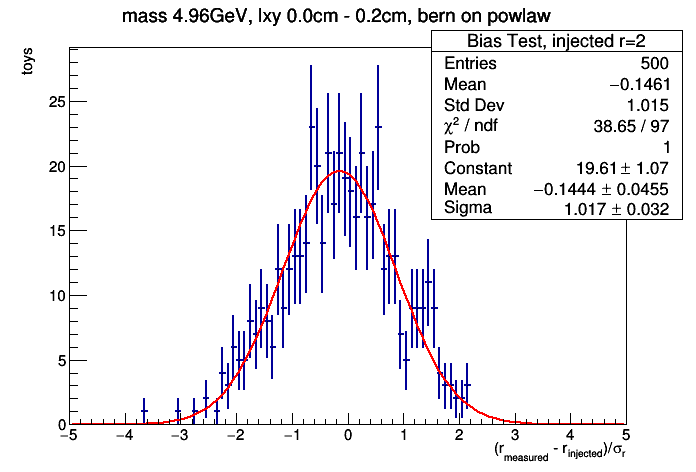 mass 4.96GeV, lxy 0.0cm - 0.2cm, bern on powlaw
Bias Test, injected r=2
Entries 500
Mean −0.1461
Std Dev 1.015
χ² / ndf 38.65 / 97
Prob 1
Constant 19.61 ± 1.07
Mean −0.1444 ± 0.0455
Sigma 1.017 ± 0.032
toys
25
20
15
10
5
0
−5 −4 −3 −2 −1 0 1 2 3 4 5
(r_measured - r_injected)/σ_r